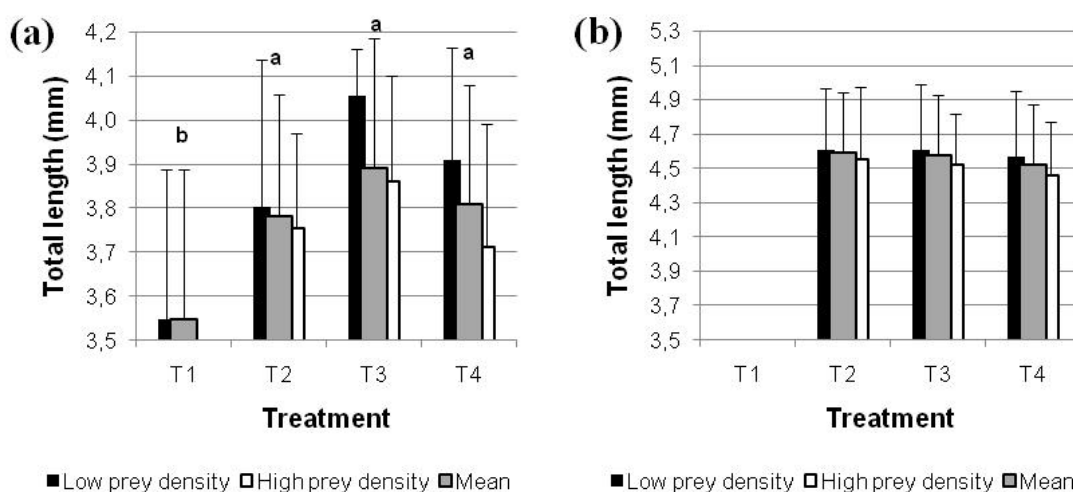 (a)
Total length (mm)
4,2
4,1
4,0
3,9
3,8
3,7
3,6
3,5
b
a
a
a
T1 T2 T3 T4
Treatment
■Low prey density □High prey density ■Mean
(b)
Total length (mm)
5,3
5,1
4,9
4,7
4,5
4,3
4,1
3,9
3,7
3,5
T1 T2 T3 T4
Treatment
■Low prey density □High prey density ■Mean